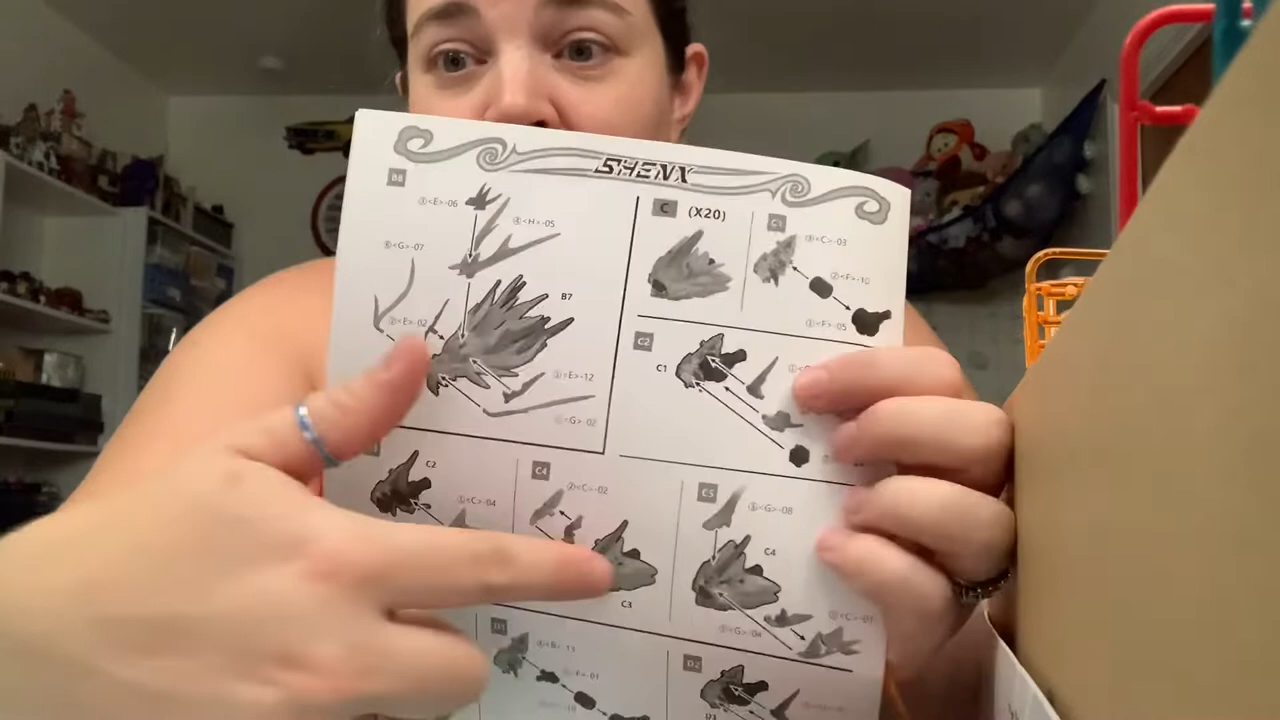 SHENX
B8
③<E>-06
④<H>-05
⑥<G>-07
B7
②<E>-02
①<E>-12
<G>-02
C
(X20)
C1
③<C>-03
②<F>-10
①<F>-05
C2
C1
C2
①<C>-04
C4
②<C>-02
C3
C5
③<G>-08
C4
②<C>-01
①<G>-04
D1
<F>-01
D2